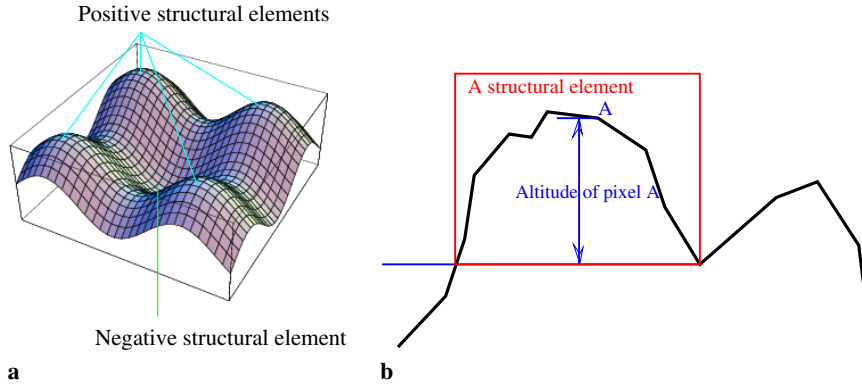 Positive structural elements
Negative structural element
a
A structural element
A
Altitude of pixel A
b